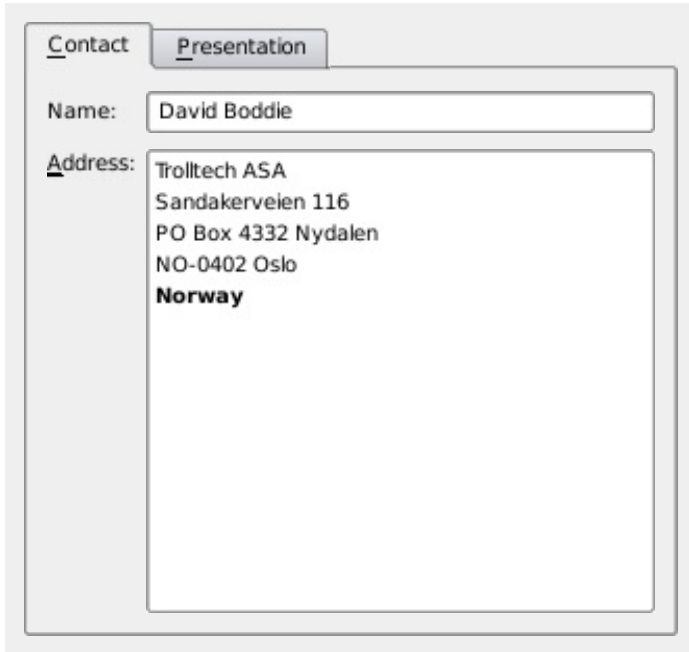 Contact
Presentation
Name:
David Boddie
Address:
Trolltech ASA
Sandakerveien 116
PO Box 4332 Nydalen
NO-0402 Oslo
Norway